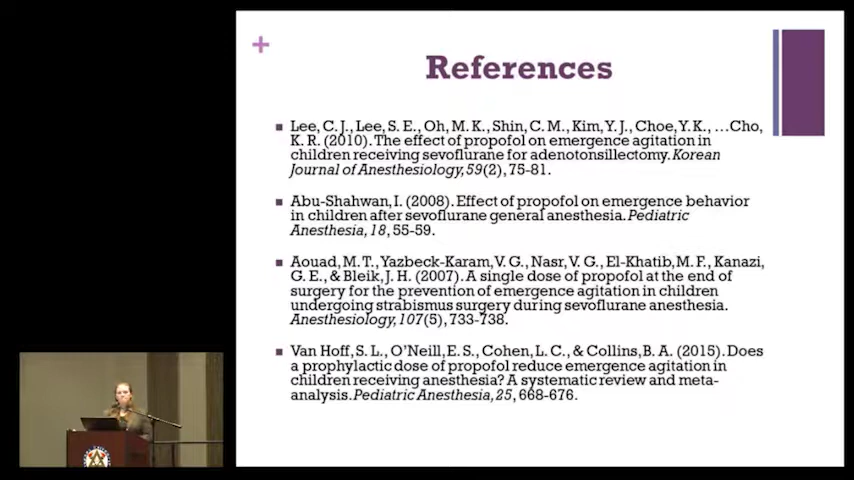 +
References
Lee, C. J., Lee, S. E., Oh, M. K., Shin, C. M., Kim, Y. J., Choe, Y. K., …Cho,
K. R. (2010). The effect of propofol on emergence agitation in
children receiving sevoflurane for adenotonsillectomy. Korean
Journal of Anesthesiology, 59(2), 75-81.
Abu-Shahwan, I. (2008). Effect of propofol on emergence behavior
in children after sevoflurane general anesthesia. Pediatric
Anesthesia, 18, 55-59.
Aouad, M. T., Yazbeck-Karam, V. G., Nasr, V. G., El-Khatib, M. F., Kanazi,
G. E., & Bleik, J. H. (2007). A single dose of propofol at the end of
surgery for the prevention of emergence agitation in children
undergoing strabismus surgery during sevoflurane anesthesia.
Anesthesiology, 107(5), 733-738.
Van Hoff, S. L., O'Neill, E. S., Cohen, L. C., & Collins, B. A. (2015). Does
a prophylactic dose of propofol reduce emergence agitation in
children receiving anesthesia? A systematic review and meta-
analysis. Pediatric Anesthesia, 25, 668-676.